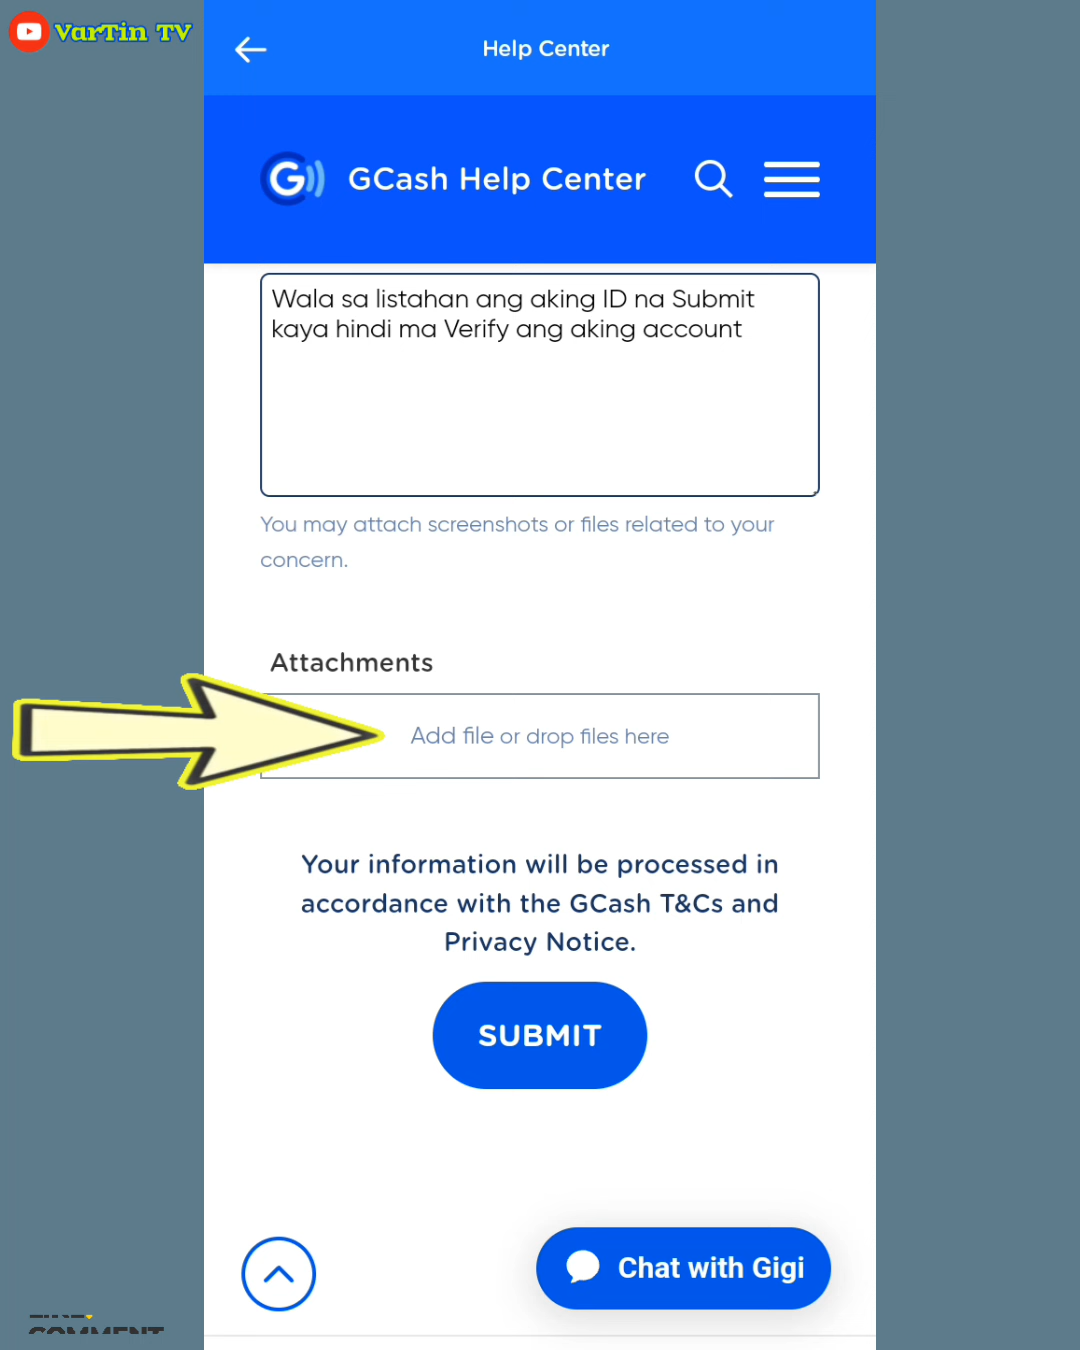 VarTin TV
Help Center
GCash Help Center
Wala sa listahan ang aking ID na Submit
kaya hindi ma Verify ang aking account
You may attach screenshots or files related to your
concern.
Attachments
Add file or drop files here
Your information will be processed in
accordance with the GCash T&Cs and
Privacy Notice.
SUBMIT
Chat with Gigi
COMMENT